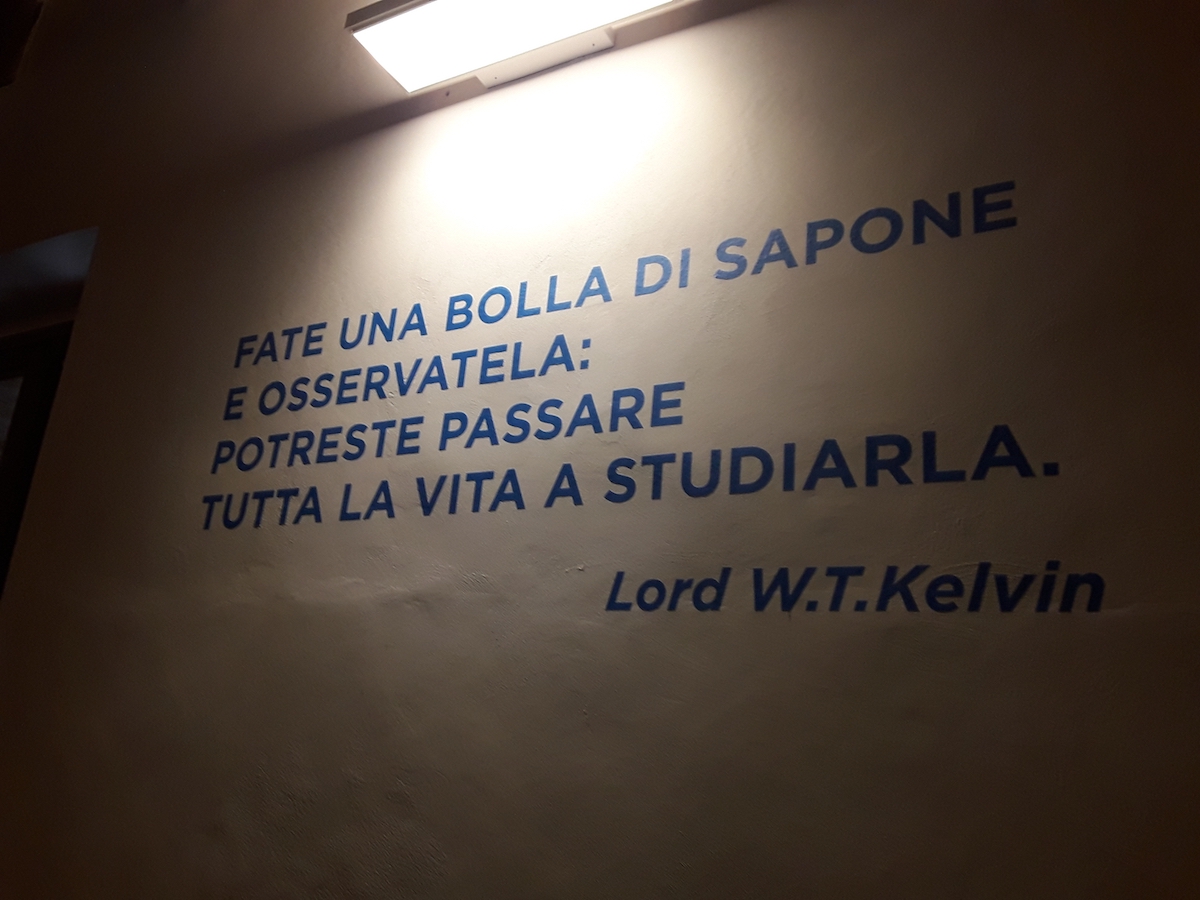 FATE UNA BOLLA DI SAPONE
E OSSERVATELA:
POTRESTE PASSARE
TUTTA LA VITA A STUDIARLA.
Lord W.T.Kelvin